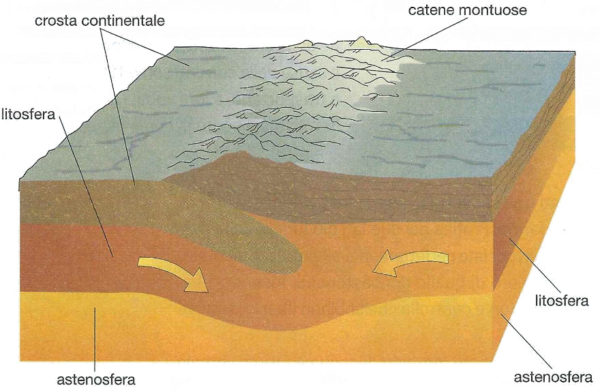 crosta continentale
catene montuose
litosfera
litosfera
astenosfera
astenosfera